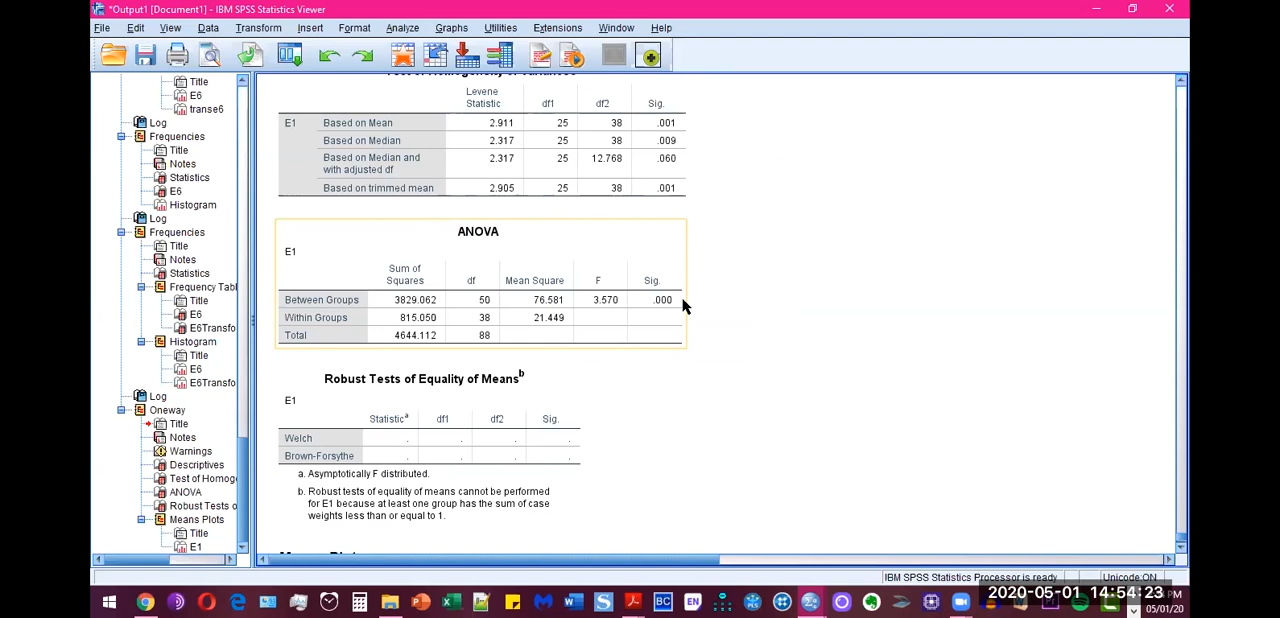 *Output1 [Document1] - IBM SPSS Statistics Viewer
File Edit View Data Transform Insert Format Analyze Graphs Utilities Extensions Window Help
Title
E6
transe6
Log
Frequencies
Title
Notes
Statistics
E6
Histogram
Log
Frequencies
Title
Notes
Statistics
Frequency Tabl
Title
E6
E6Transfo
Histogram
Title
E6
E6Transfo
Log
Oneway
Title
Notes
Warnings
Descriptives
Test of Homog
ANOVA
Robust Tests o
Means Plots
Title
E1
Test of Homogeneity of Variances
Levene
Statistic df1 df2 Sig.
E1 Based on Mean 2.911 25 38 .001
Based on Median 2.317 25 38 .009
Based on Median and
with adjusted df 2.317 25 12.768 .060
Based on trimmed mean 2.905 25 38 .001
ANOVA
E1
Sum of
Squares df Mean Square F Sig.
Between Groups 3829.062 50 76.581 3.570 .000
Within Groups 815.050 38 21.449
Total 4644.112 88
Robust Tests of Equality of Means b
E1
Statistic a df1 df2 Sig.
Welch . . . .
Brown-Forsythe . . . .
a. Asymptotically F distributed.
b. Robust tests of equality of means cannot be performed
for E1 because at least one group has the sum of case
weights less than or equal to 1.
IBM SPSS Statistics Processor is ready Unicode:ON
BC EN
2020-05-01 14:54:23
PM
05/01/20